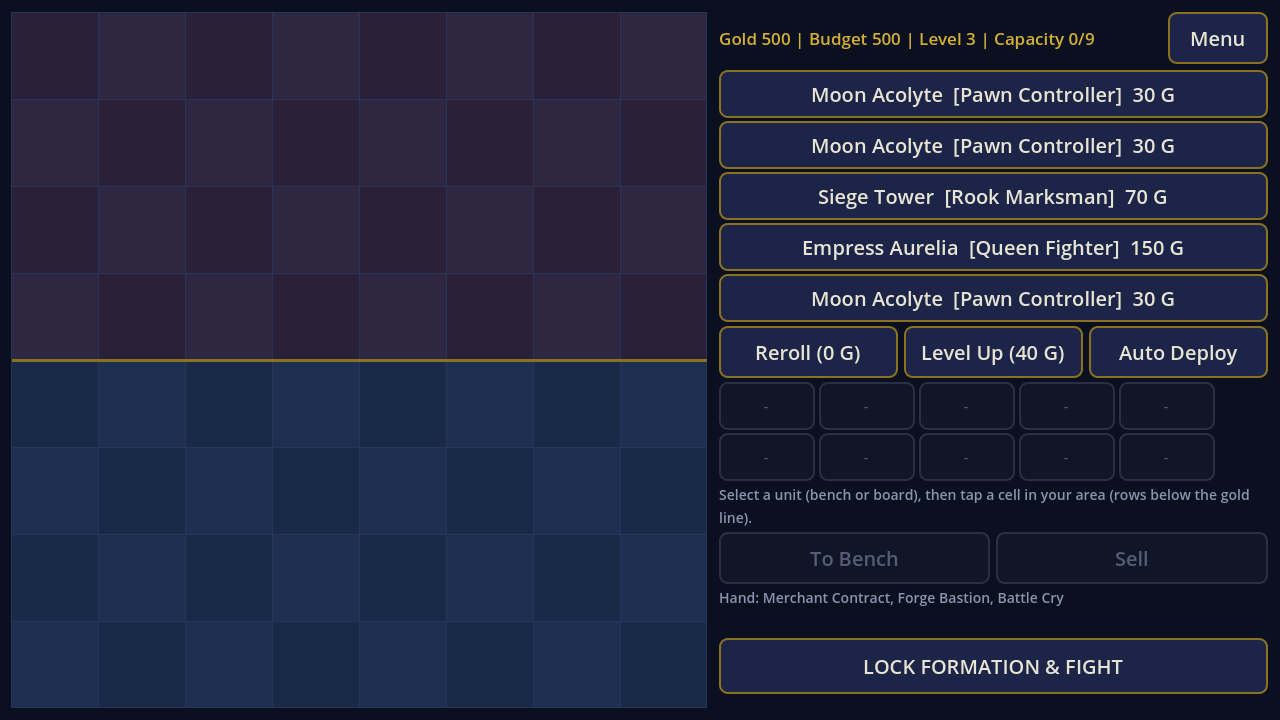 Gold 500 | Budget 500 | Level 3 | Capacity 0/9
Menu
Moon Acolyte  [Pawn Controller]  30 G
Moon Acolyte  [Pawn Controller]  30 G
Siege Tower  [Rook Marksman]  70 G
Empress Aurelia  [Queen Fighter]  150 G
Moon Acolyte  [Pawn Controller]  30 G
Reroll (0 G)
Level Up (40 G)
Auto Deploy
- - - - -
- - - - -
Select a unit (bench or board), then tap a cell in your area (rows below the gold
line).
To Bench
Sell
Hand: Merchant Contract, Forge Bastion, Battle Cry
LOCK FORMATION & FIGHT